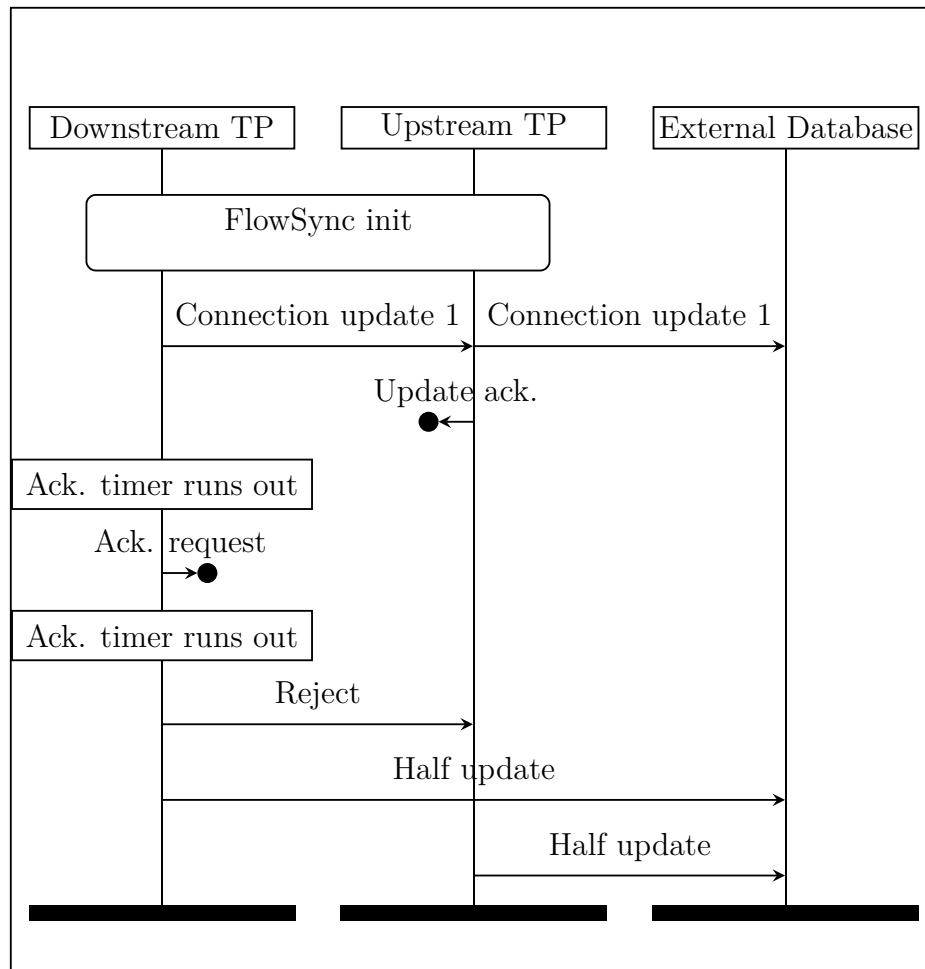 Downstream TP
Upstream TP
External Database
FlowSync init
Connection update 1
Connection update 1
Update ack.
Ack. timer runs out
Ack. request
Ack. timer runs out
Reject
Half update
Half update